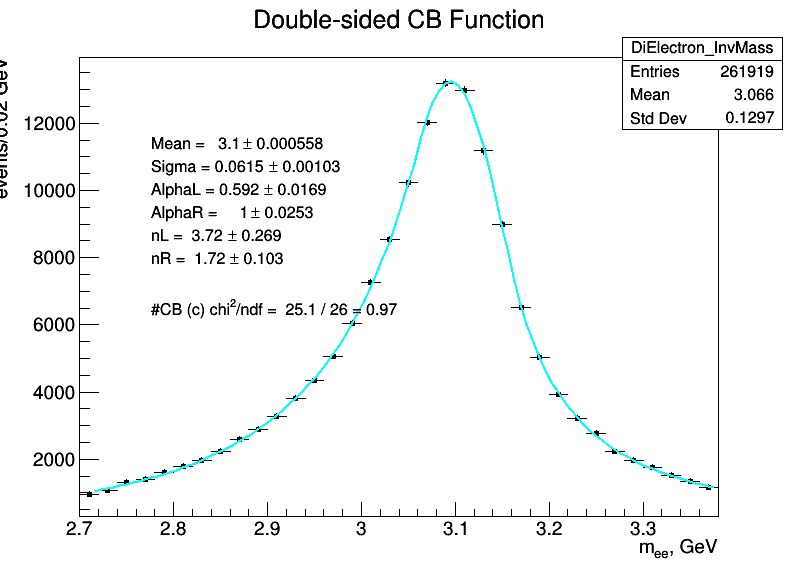 Double-sided CB Function
DiElectron_InvMass
Entries 261919
Mean 3.066
Std Dev 0.1297
events/0.02 GeV
12000
10000
8000
6000
4000
2000
Mean = 3.1 ± 0.000558
Sigma = 0.0615 ± 0.00103
AlphaL = 0.592 ± 0.0169
AlphaR = 1 ± 0.0253
nL = 3.72 ± 0.269
nR = 1.72 ± 0.103
#CB (c) chi²/ndf = 25.1 / 26 = 0.97
2.7 2.8 2.9 3 3.1 3.2 3.3
m_ee, GeV